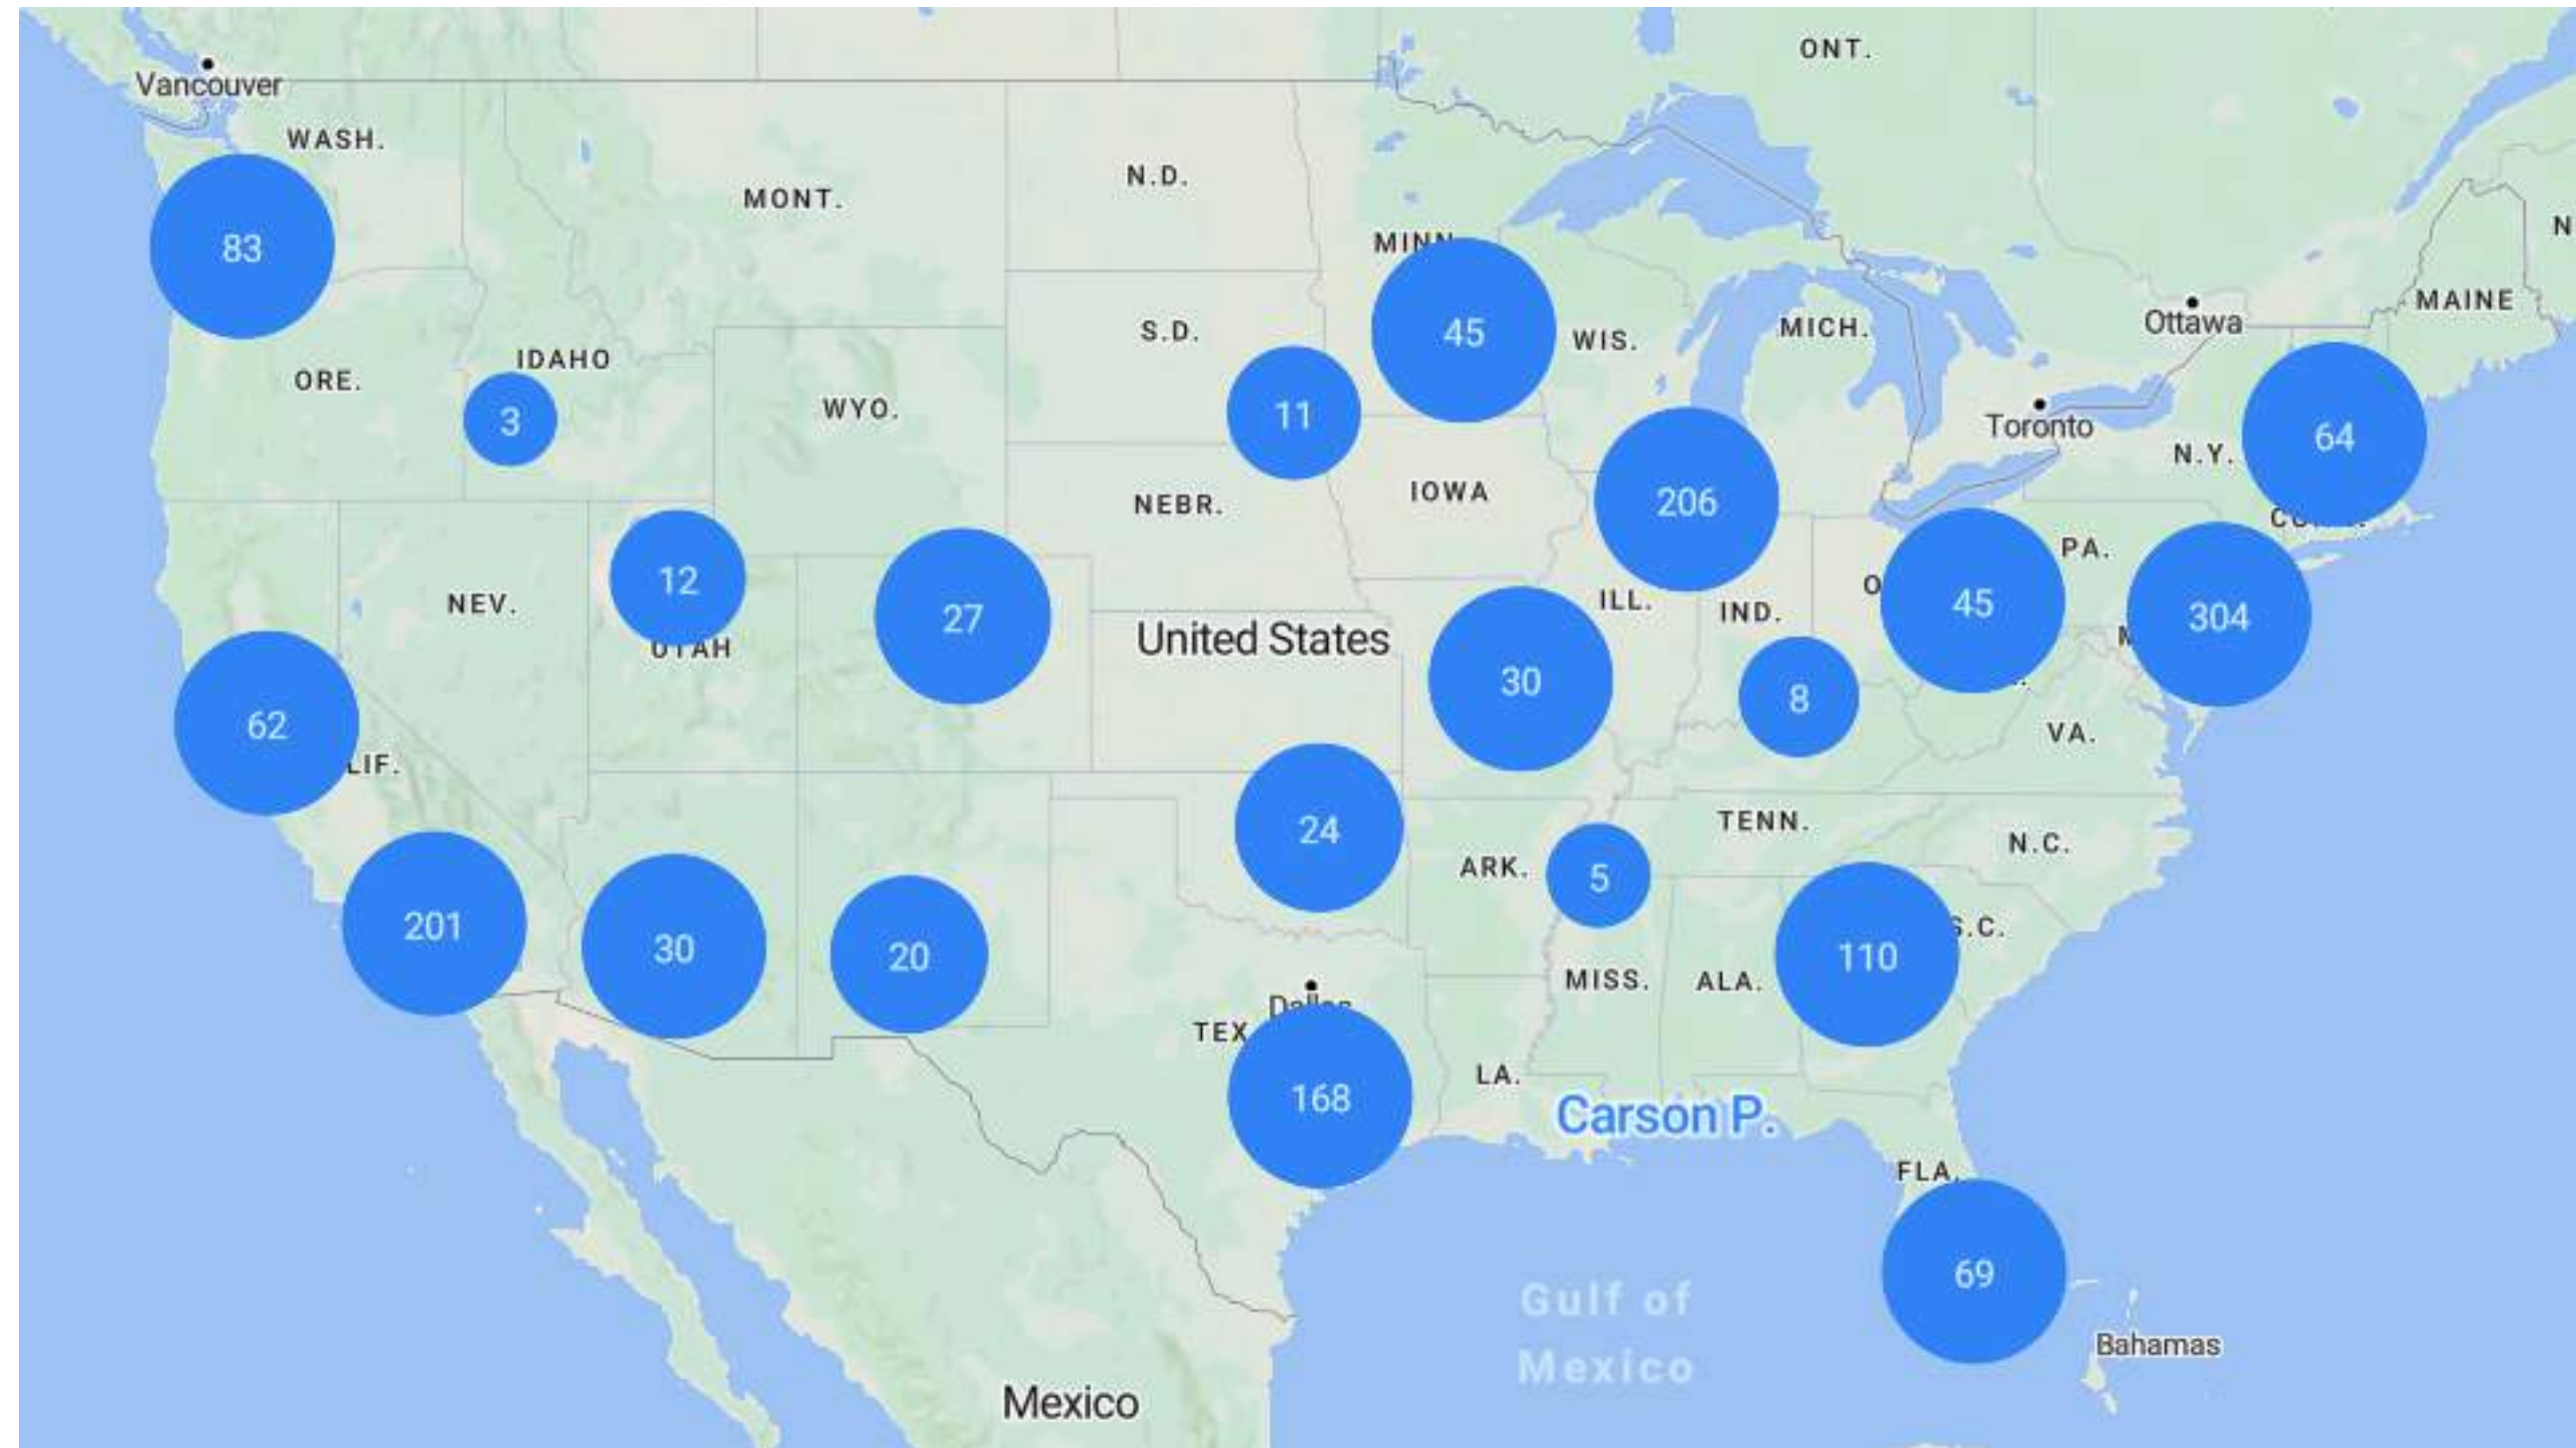 ONT.
Vancouver
WASH.
N.D.
MONT.
N
MINN
83
MAINE
Ottawa
MICH.
S.D.
45
WIS.
IDAHO
ORE.
WYO.
11
3
Toronto
64
N.Y.
IOWA
206
NEBR.
PA.
12
ILL.
45
NEV.
IND.
27
304
United States
UTAH
30
8
62
VA.
LIF.
TENN.
24
N.C.
ARK.
5
201
S.C.
30
20
110
MISS.
ALA.
Dallas
TEX
LA.
168
Carson P.
FLA.
69
Gulf of
Mexico
Bahamas
Mexico